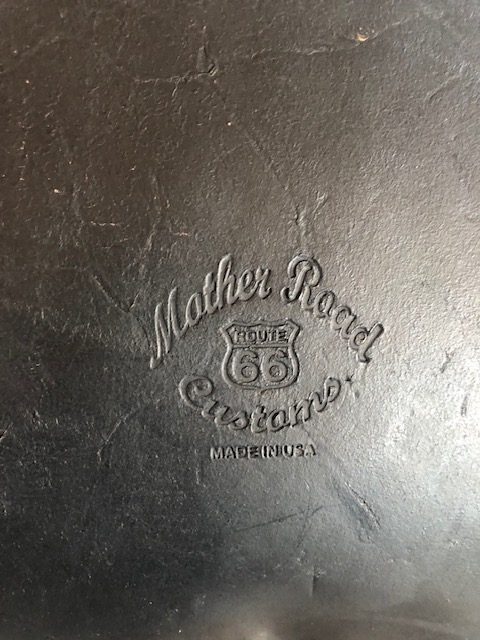 Mother Road
ROUTE
66
Customs
MADE IN USA